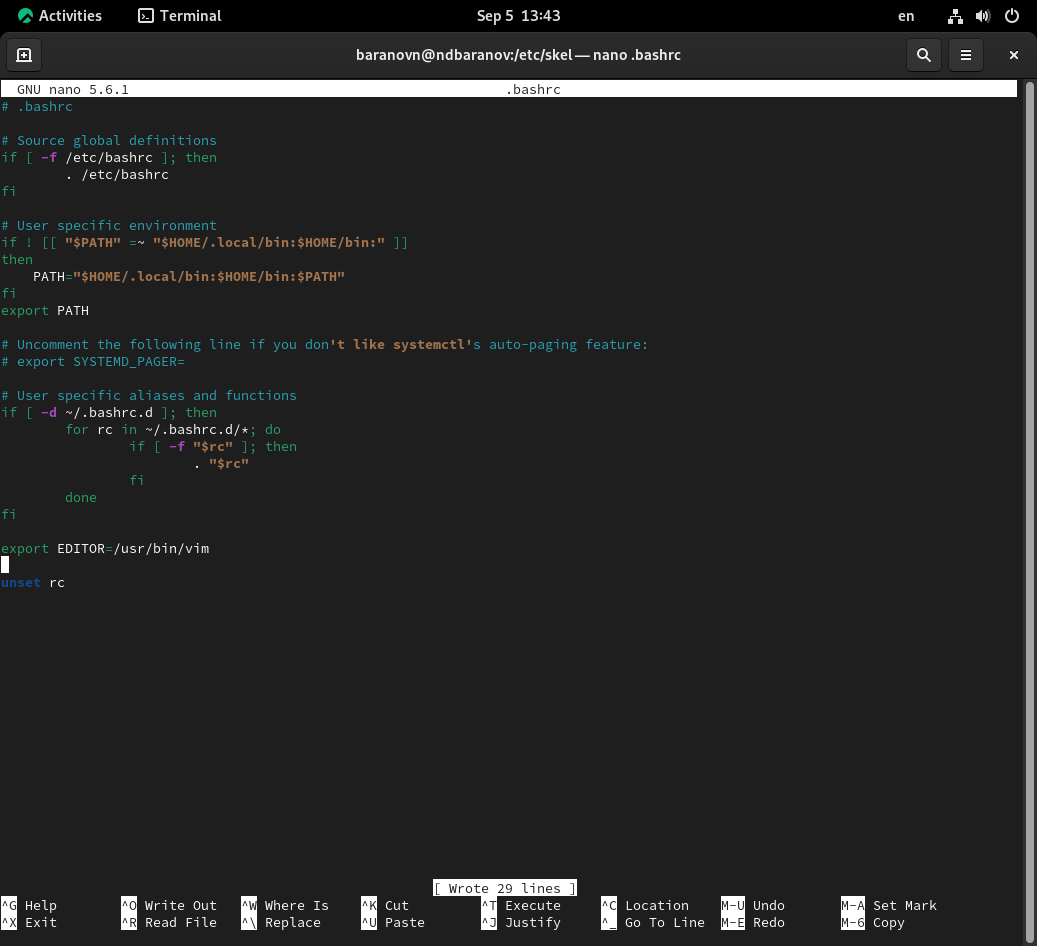 Activities Terminal Sep 5 13:43 en
baranovn@ndbaranov:/etc/skel — nano .bashrc
GNU nano 5.6.1 .bashrc
# .bashrc
# Source global definitions
if [ -f /etc/bashrc ]; then
        . /etc/bashrc
fi
# User specific environment
if ! [[ "$PATH" =~ "$HOME/.local/bin:$HOME/bin:" ]]
then
    PATH="$HOME/.local/bin:$HOME/bin:$PATH"
fi
export PATH
# Uncomment the following line if you don't like systemctl's auto-paging feature:
# export SYSTEMD_PAGER=
# User specific aliases and functions
if [ -d ~/.bashrc.d ]; then
        for rc in ~/.bashrc.d/*; do
                if [ -f "$rc" ]; then
                        . "$rc"
                fi
        done
fi
export EDITOR=/usr/bin/vim
unset rc
[ Wrote 29 lines ]
^G Help ^O Write Out ^W Where Is ^K Cut ^T Execute ^C Location M-U Undo M-A Set Mark
^X Exit ^R Read File ^\ Replace ^U Paste ^J Justify ^_ Go To Line M-E Redo M-6 Copy